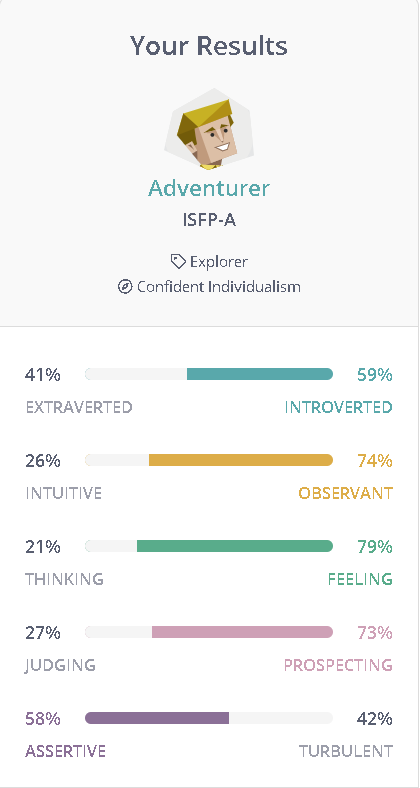 Your Results
Adventurer
ISFP-A
Explorer
Confident Individualism
41% 59%
EXTRAVERTED INTROVERTED
26% 74%
INTUITIVE OBSERVANT
21% 79%
THINKING FEELING
27% 73%
JUDGING PROSPECTING
58% 42%
ASSERTIVE TURBULENT